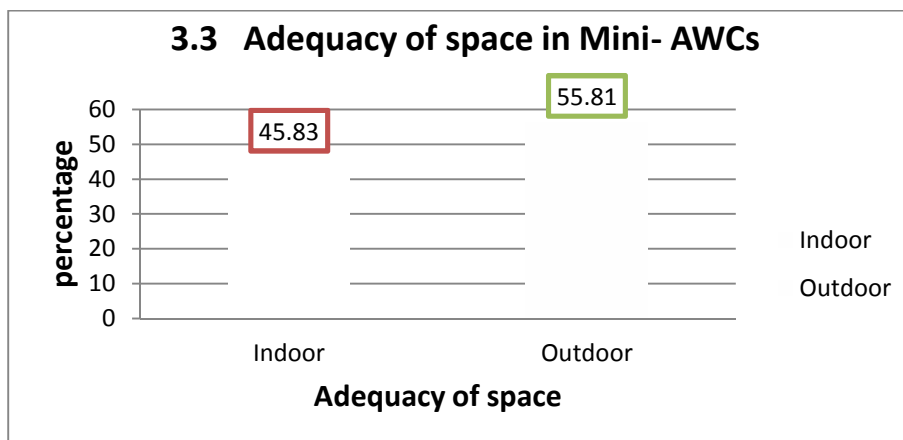 3.3 Adequacy of space in Mini- AWCs
percentage
60
50
40
30
20
10
0
45.83
55.81
Indoor
Outdoor
Adequacy of space
Indoor
Outdoor